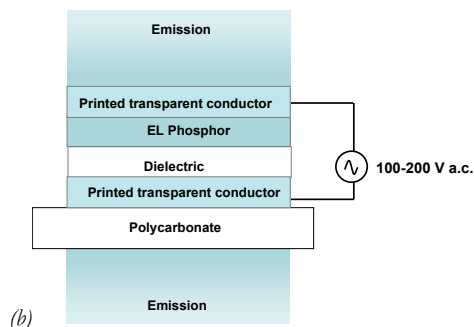 Emission
Printed transparent conductor
EL Phosphor
Dielectric
100-200 V a.c.
Printed transparent conductor
Polycarbonate
(b)
Emission